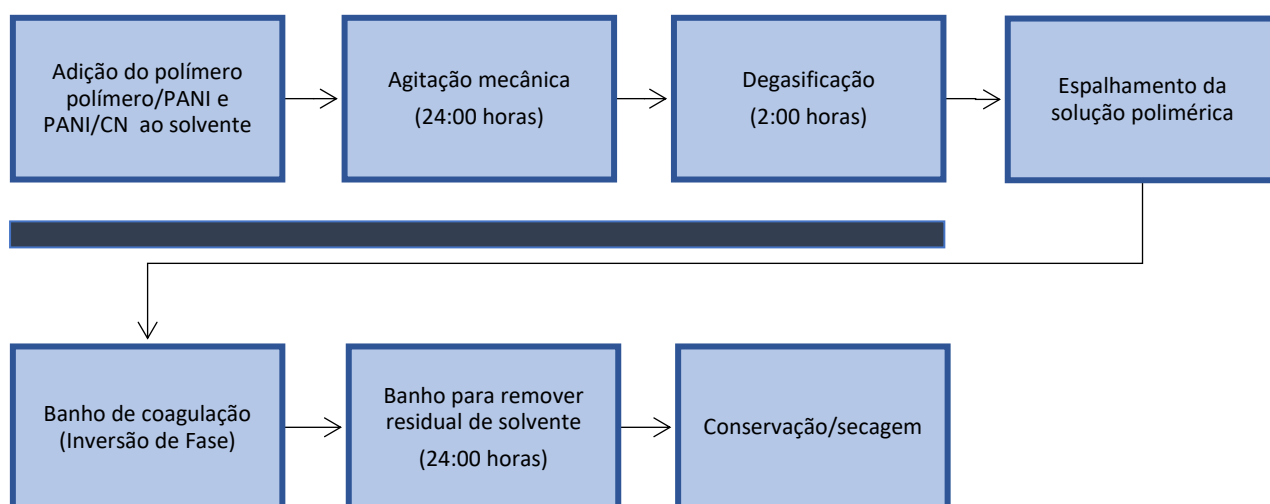 Adição do polímero
polímero/PANI e
PANI/CN  ao solvente
Agitação mecânica
(24:00 horas)
Degasificação
(2:00 horas)
Espalhamento da
solução polimérica
Banho de coagulação
(Inversão de Fase)
Banho para remover
residual de solvente
(24:00 horas)
Conservação/secagem